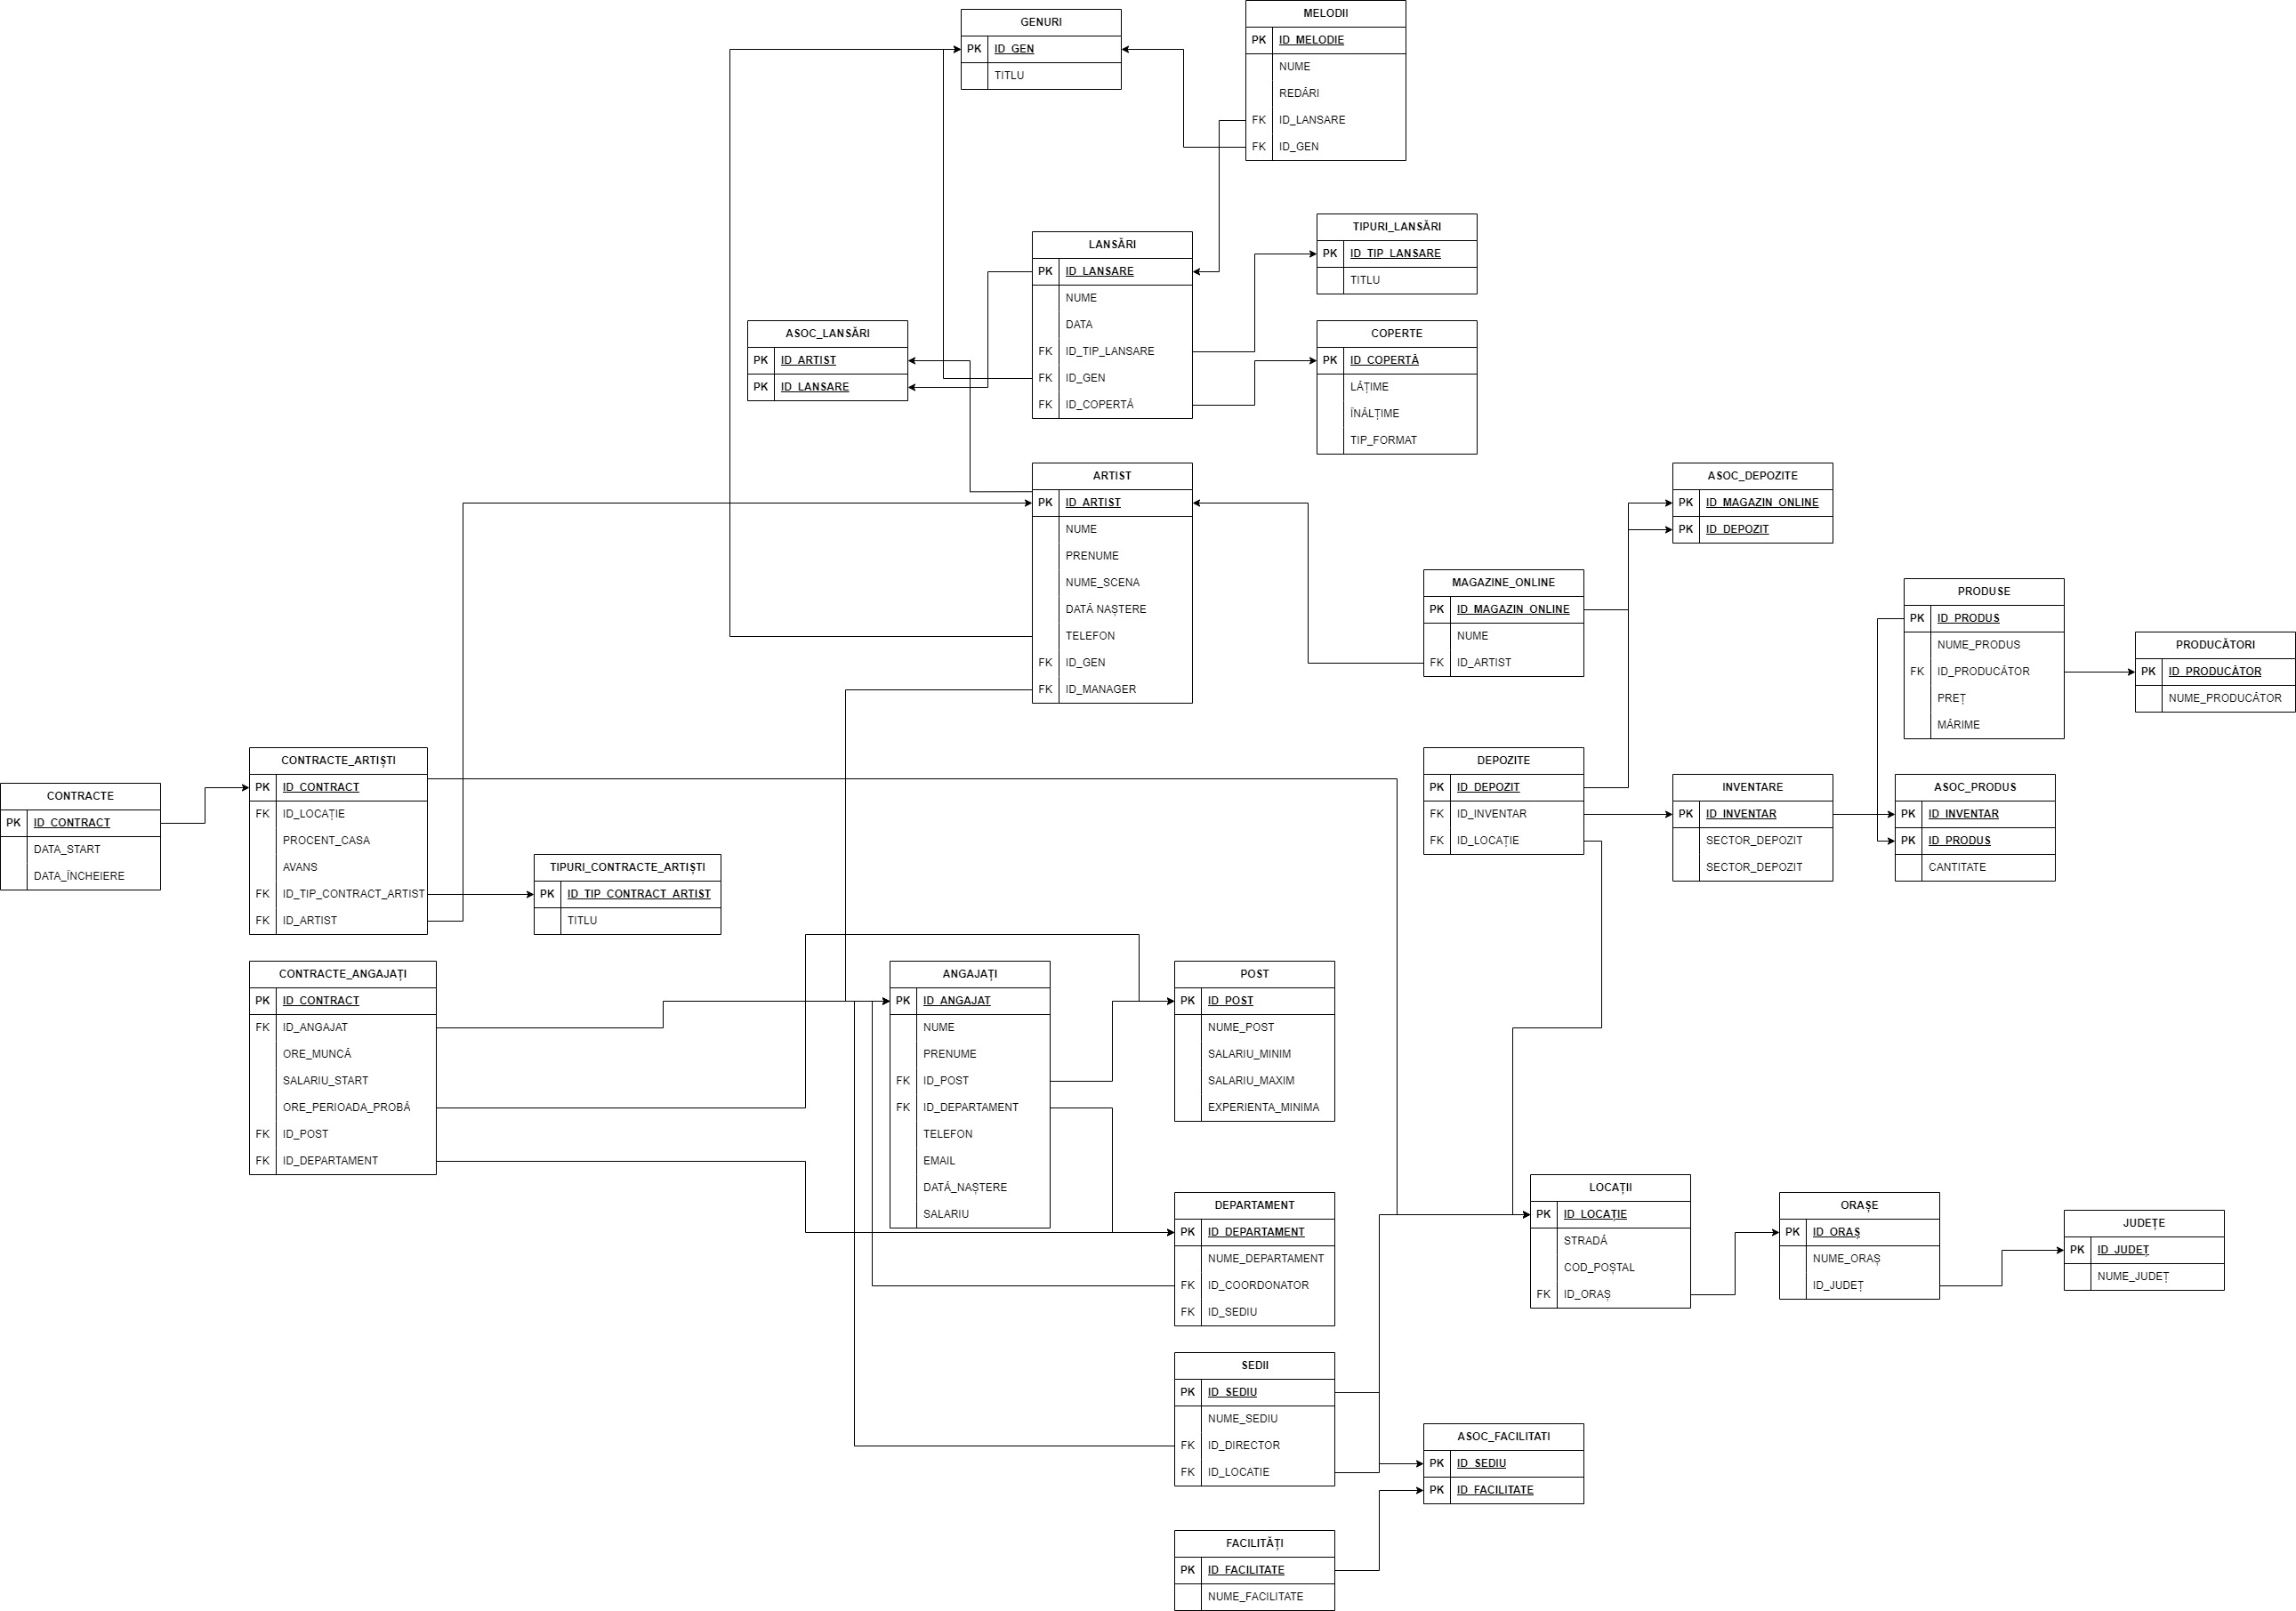 GENURI
PK ID_GEN
TITLU
MELODII
PK ID_MELODIE
NUME
REDĂRI
FK ID_LANSARE
FK ID_GEN
LANSĂRI
PK ID_LANSARE
NUME
DATA
FK ID_TIP_LANSARE
FK ID_GEN
FK ID_COPERTĂ
TIPURI_LANSĂRI
PK ID_TIP_LANSARE
TITLU
ASOC_LANSĂRI
PK ID_ARTIST
PK ID_LANSARE
COPERTE
PK ID_COPERTĂ
LĂȚIME
ÎNĂLȚIME
TIP_FORMAT
ARTIST
PK ID_ARTIST
NUME
PRENUME
NUME_SCENA
DATĂ NAȘTERE
TELEFON
FK ID_GEN
FK ID_MANAGER
ASOC_DEPOZITE
PK ID_MAGAZIN_ONLINE
PK ID_DEPOZIT
MAGAZINE_ONLINE
PK ID_MAGAZIN_ONLINE
NUME
FK ID_ARTIST
PRODUSE
PK ID_PRODUS
NUME_PRODUS
FK ID_PRODUCĂTOR
PREȚ
MĂRIME
PRODUCĂTORI
PK ID_PRODUCĂTOR
NUME_PRODUCĂTOR
CONTRACTE
PK ID_CONTRACT
DATA_START
DATA_ÎNCHEIERE
CONTRACTE_ARTIȘTI
PK ID_CONTRACT
FK ID_LOCAȚIE
PROCENT_CASA
AVANS
FK ID_TIP_CONTRACT_ARTIST
FK ID_ARTIST
TIPURI_CONTRACTE_ARTIȘTI
PK ID_TIP_CONTRACT_ARTIST
TITLU
DEPOZITE
PK ID_DEPOZIT
FK ID_INVENTAR
FK ID_LOCAȚIE
INVENTARE
PK ID_INVENTAR
SECTOR_DEPOZIT
SECTOR_DEPOZIT
ASOC_PRODUS
PK ID_INVENTAR
PK ID_PRODUS
CANTITATE
CONTRACTE_ANGAJAȚI
PK ID_CONTRACT
FK ID_ANGAJAT
ORE_MUNCĂ
SALARIU_START
ORE_PERIOADA_PROBĂ
FK ID_POST
FK ID_DEPARTAMENT
ANGAJAȚI
PK ID_ANGAJAT
NUME
PRENUME
FK ID_POST
FK ID_DEPARTAMENT
TELEFON
EMAIL
DATĂ_NAȘTERE
SALARIU
POST
PK ID_POST
NUME_POST
SALARIU_MINIM
SALARIU_MAXIM
EXPERIENTA_MINIMA
DEPARTAMENT
PK ID_DEPARTAMENT
NUME_DEPARTAMENT
FK ID_COORDONATOR
FK ID_SEDIU
LOCAȚII
PK ID_LOCAȚIE
STRADĂ
COD_POȘTAL
FK ID_ORAȘ
ORAȘE
PK ID_ORAȘ
NUME_ORAȘ
ID_JUDEȚ
JUDEȚE
PK ID_JUDEȚ
NUME_JUDEȚ
SEDII
PK ID_SEDIU
NUME_SEDIU
FK ID_DIRECTOR
FK ID_LOCATIE
ASOC_FACILITATI
PK ID_SEDIU
PK ID_FACILITATE
FACILITĂȚI
PK ID_FACILITATE
NUME_FACILITATE